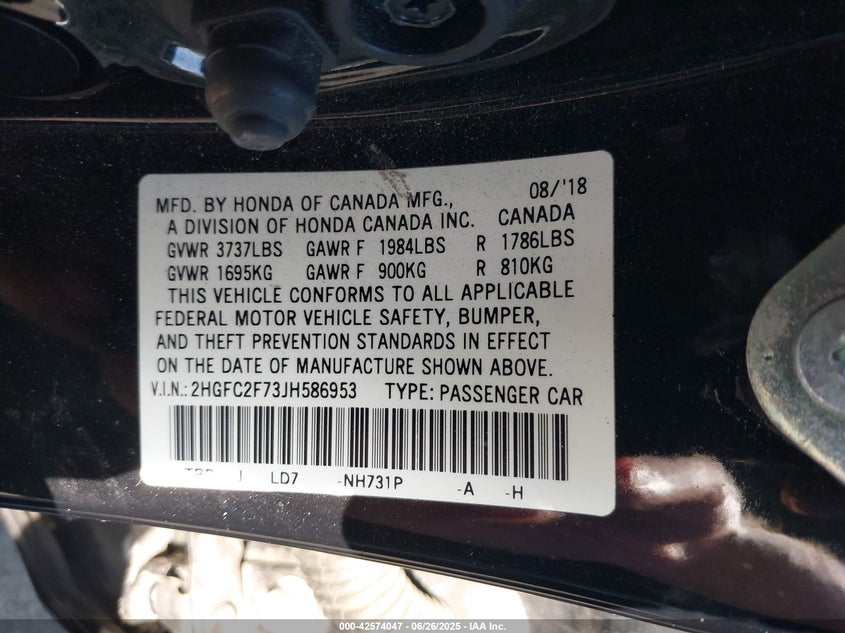 MFD. BY HONDA OF CANADA MFG., 08/'18
A DIVISION OF HONDA CANADA INC. CANADA
GVWR 3737LBS GAWR F 1984LBS R 1786LBS
GVWR 1695KG GAWR F 900KG R 810KG
THIS VEHICLE CONFORMS TO ALL APPLICABLE
FEDERAL MOTOR VEHICLE SAFETY, BUMPER,
AND THEFT PREVENTION STANDARDS IN EFFECT
ON THE DATE OF MANUFACTURE SHOWN ABOVE.
V.I.N.: 2HGFC2F73JH586953 TYPE: PASSENGER CAR
LD7 -NH731P -A -H
000-42574047 - 06/26/2025 - IAA Inc.